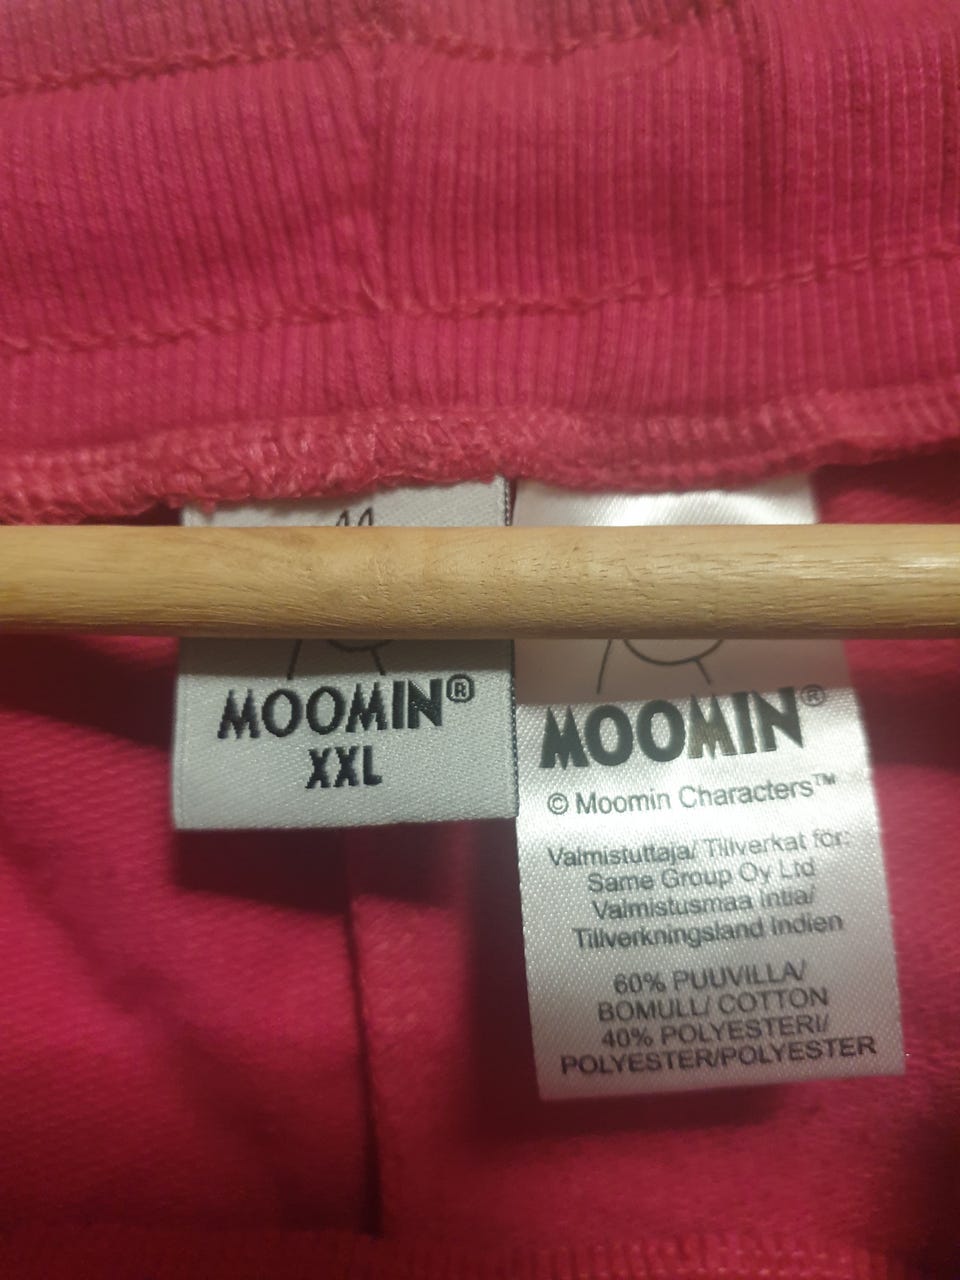 MOOMIN®
XXL
MOOMIN®
© Moomin Characters™
Valmistuttaja/ Tillverkat för:
Same Group Oy Ltd
Valmistusmaa Intia/
Tillverkningsland Indien
60% PUUVILLA/
BOMULL/ COTTON
40% POLYESTERI/
POLYESTER/POLYESTER